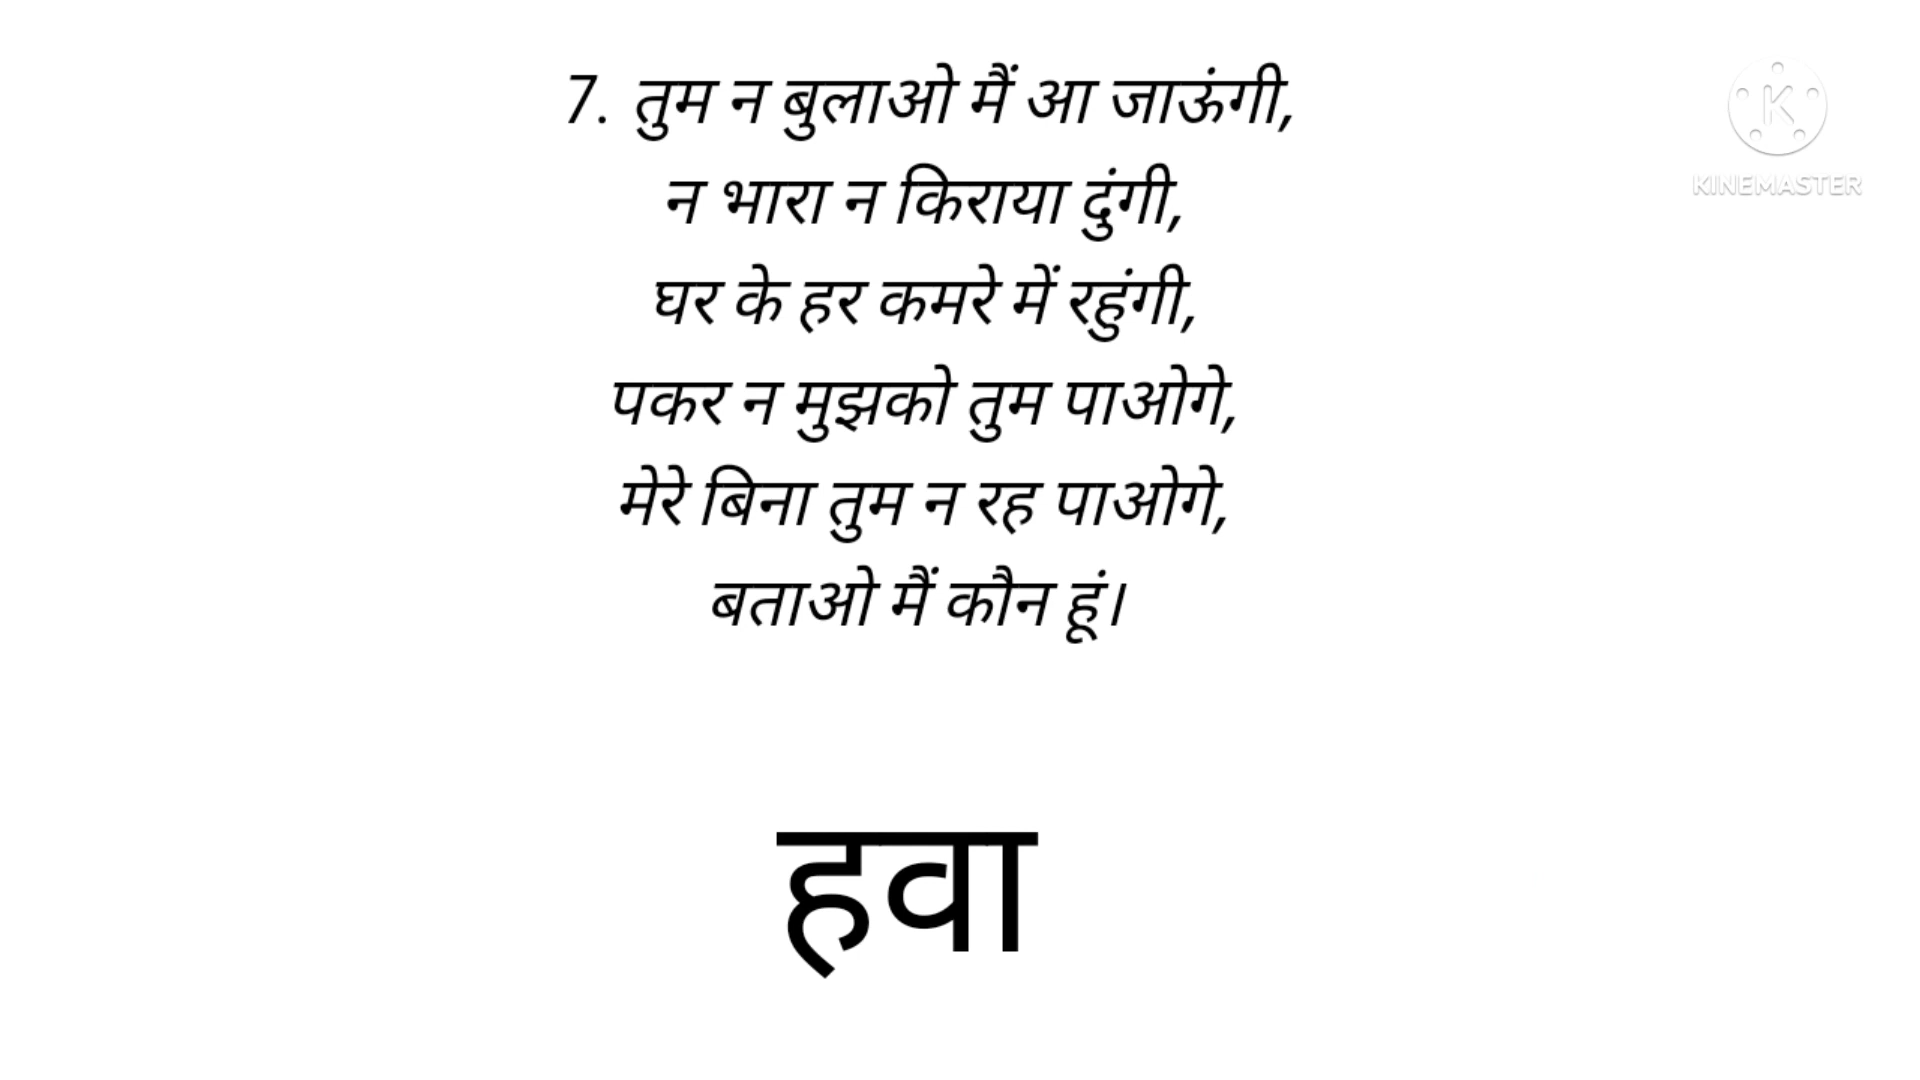 7. तुम न बुलाओ मैं आ जाऊंगी,
न भारा न किराया दुंगी,
घर के हर कमरे में रहुंगी,
पकर न मुझको तुम पाओगे,
मेरे बिना तुम न रह पाओगे,
बताओ मैं कौन हूं।
हवा
K
KINEMASTER